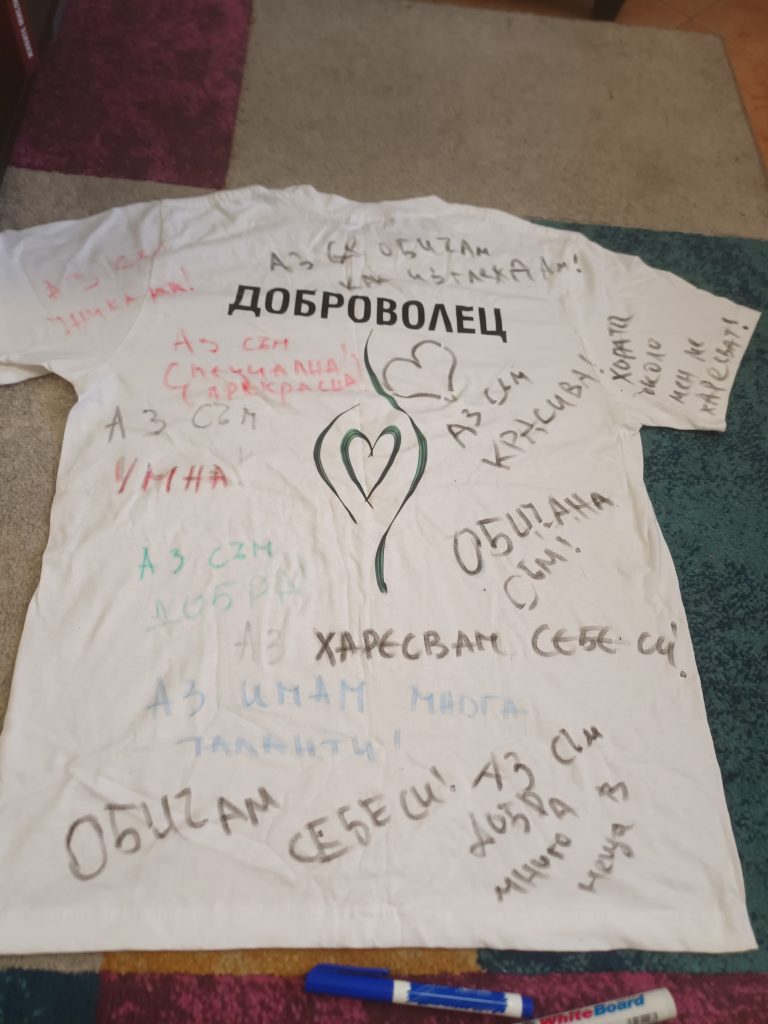 АЗ СЕ ОБИЧАМ
КАК ИЗГЛЕЖДАМ!
АЗ СЪМ
УНИКАЛНА!
ДОБРОВОЛЕЦ
ХОРАТА
ОКОЛО
МЕН МЕ
ХАРЕСВАТ!
АЗ СЪМ
СПЕЦИАЛНА!
И ПРЕКРАСНА!
АЗ СЪМ
КРАСИВА!
АЗ СЪМ
УМНА!
ОБИЧАНА
СЪМ!
АЗ СЪМ
ДОБРА!
АЗ ХАРЕСВАМ СЕБЕ СИ!
АЗ ИМАМ МНОГА
ТАЛАНТИ!
ОБИЧАМ СЕБЕ СИ!
АЗ СЪМ
ДОБРА В
МНОГО
НЕЩА
WhiteBoard